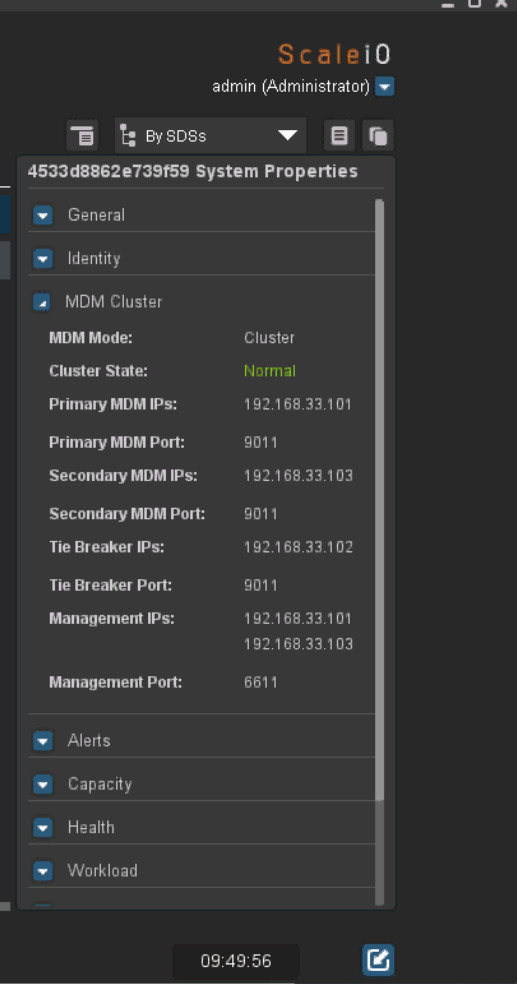 ScaleiO
admin (Administrator)
By SDSs
4533d8862e739f59 System Properties
General
Identity
MDM Cluster
MDM Mode: Cluster
Cluster State: Normal
Primary MDM IPs: 192.168.33.101
Primary MDM Port: 9011
Secondary MDM IPs: 192.168.33.103
Secondary MDM Port: 9011
Tie Breaker IPs: 192.168.33.102
Tie Breaker Port: 9011
Management IPs: 192.168.33.101
192.168.33.103
Management Port: 6611
Alerts
Capacity
Health
Workload
09:49:56